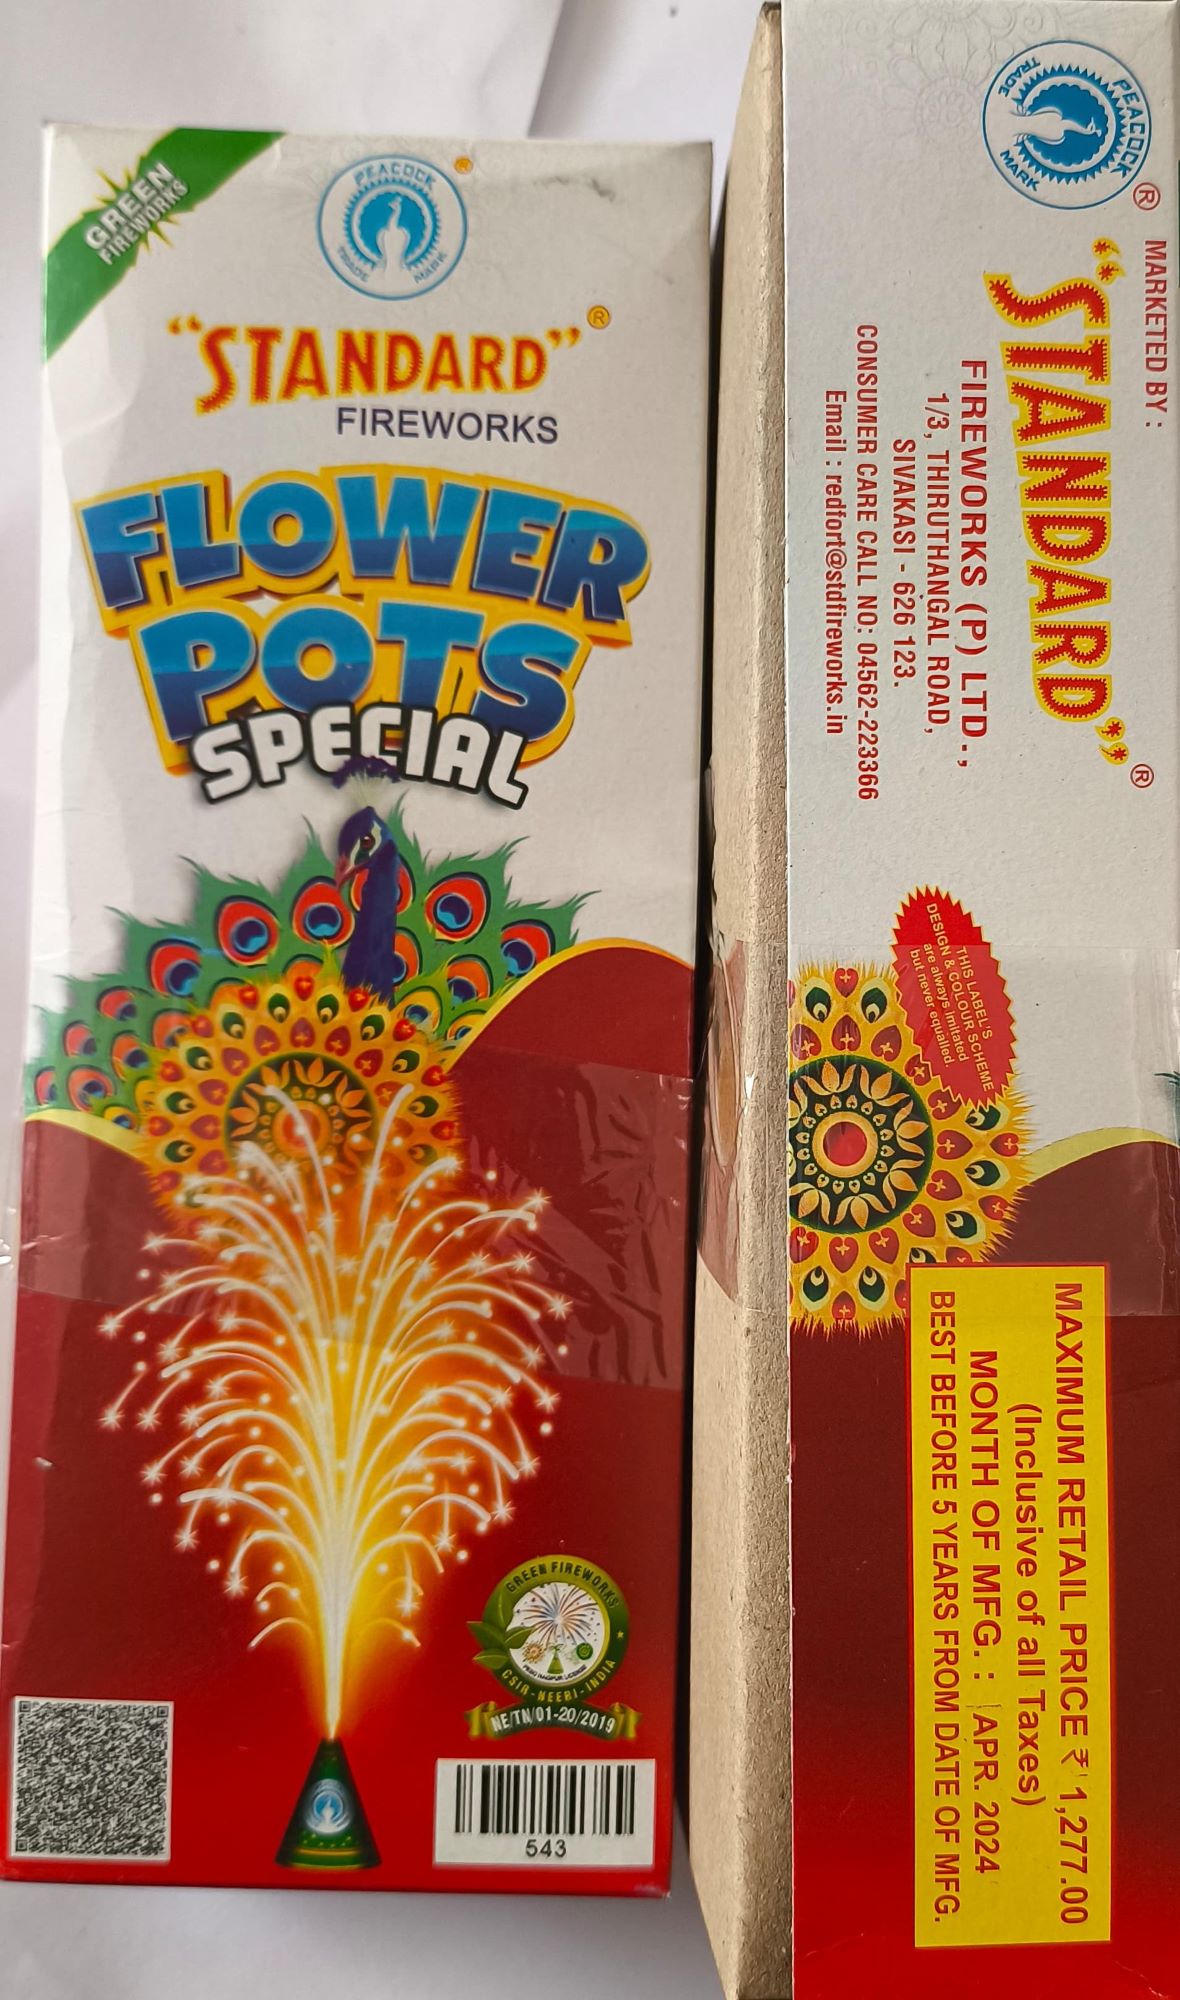 GREEN
FIREWORKS
PEACOCK
TRADE MARK
®
"STANDARD" ®
FIREWORKS
FLOWER
POTS
SPECIAL
GREEN FIREWORKS
CSIR-NEERI-INDIA
NE/TN/01-20/2019
543
PEACOCK
TRADE MARK
®
MARKETED BY :
"STANDARD" ®
FIREWORKS (P) LTD.,
1/3, THIRUTHANGAL ROAD,
SIVAKASI - 626 123.
CONSUMER CARE CALL NO: 04562-223366
Email : redfort@stdfireworks.in
THIS LABEL'S
DESIGN & COLOUR SCHEME
are always imitated
but never equalled.
MAXIMUM RETAIL PRICE ₹ 1,277.00
(Inclusive of all Taxes)
MONTH OF MFG. : APR. 2024
BEST BEFORE 5 YEARS FROM DATE OF MFG.